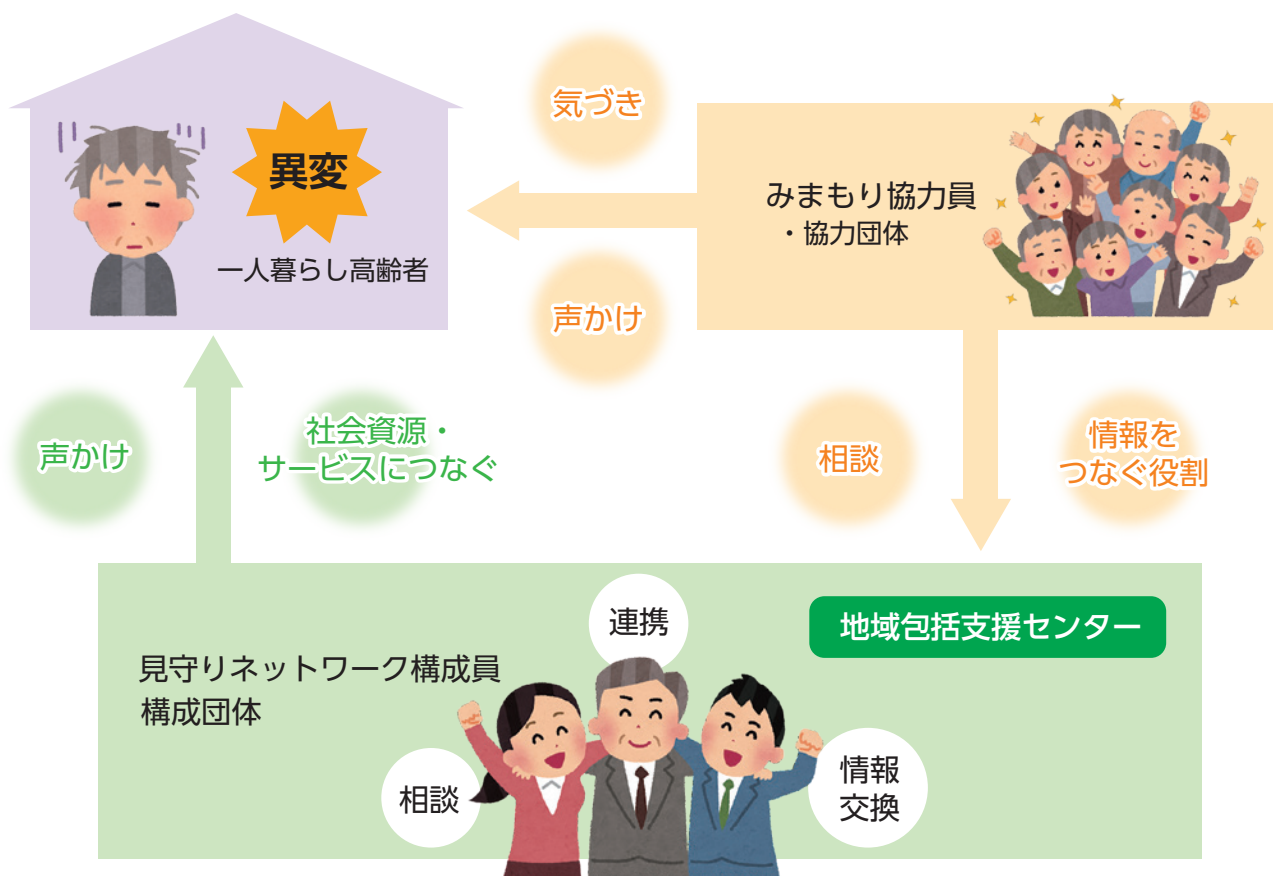 異変
一人暮らし高齢者
気づき
声かけ
みまもり協力員
・協力団体
声かけ
社会資源・
サービスにつなぐ
相談
情報を
つなぐ役割
連携
地域包括支援センター
見守りネットワーク構成員
構成団体
相談
情報
交換